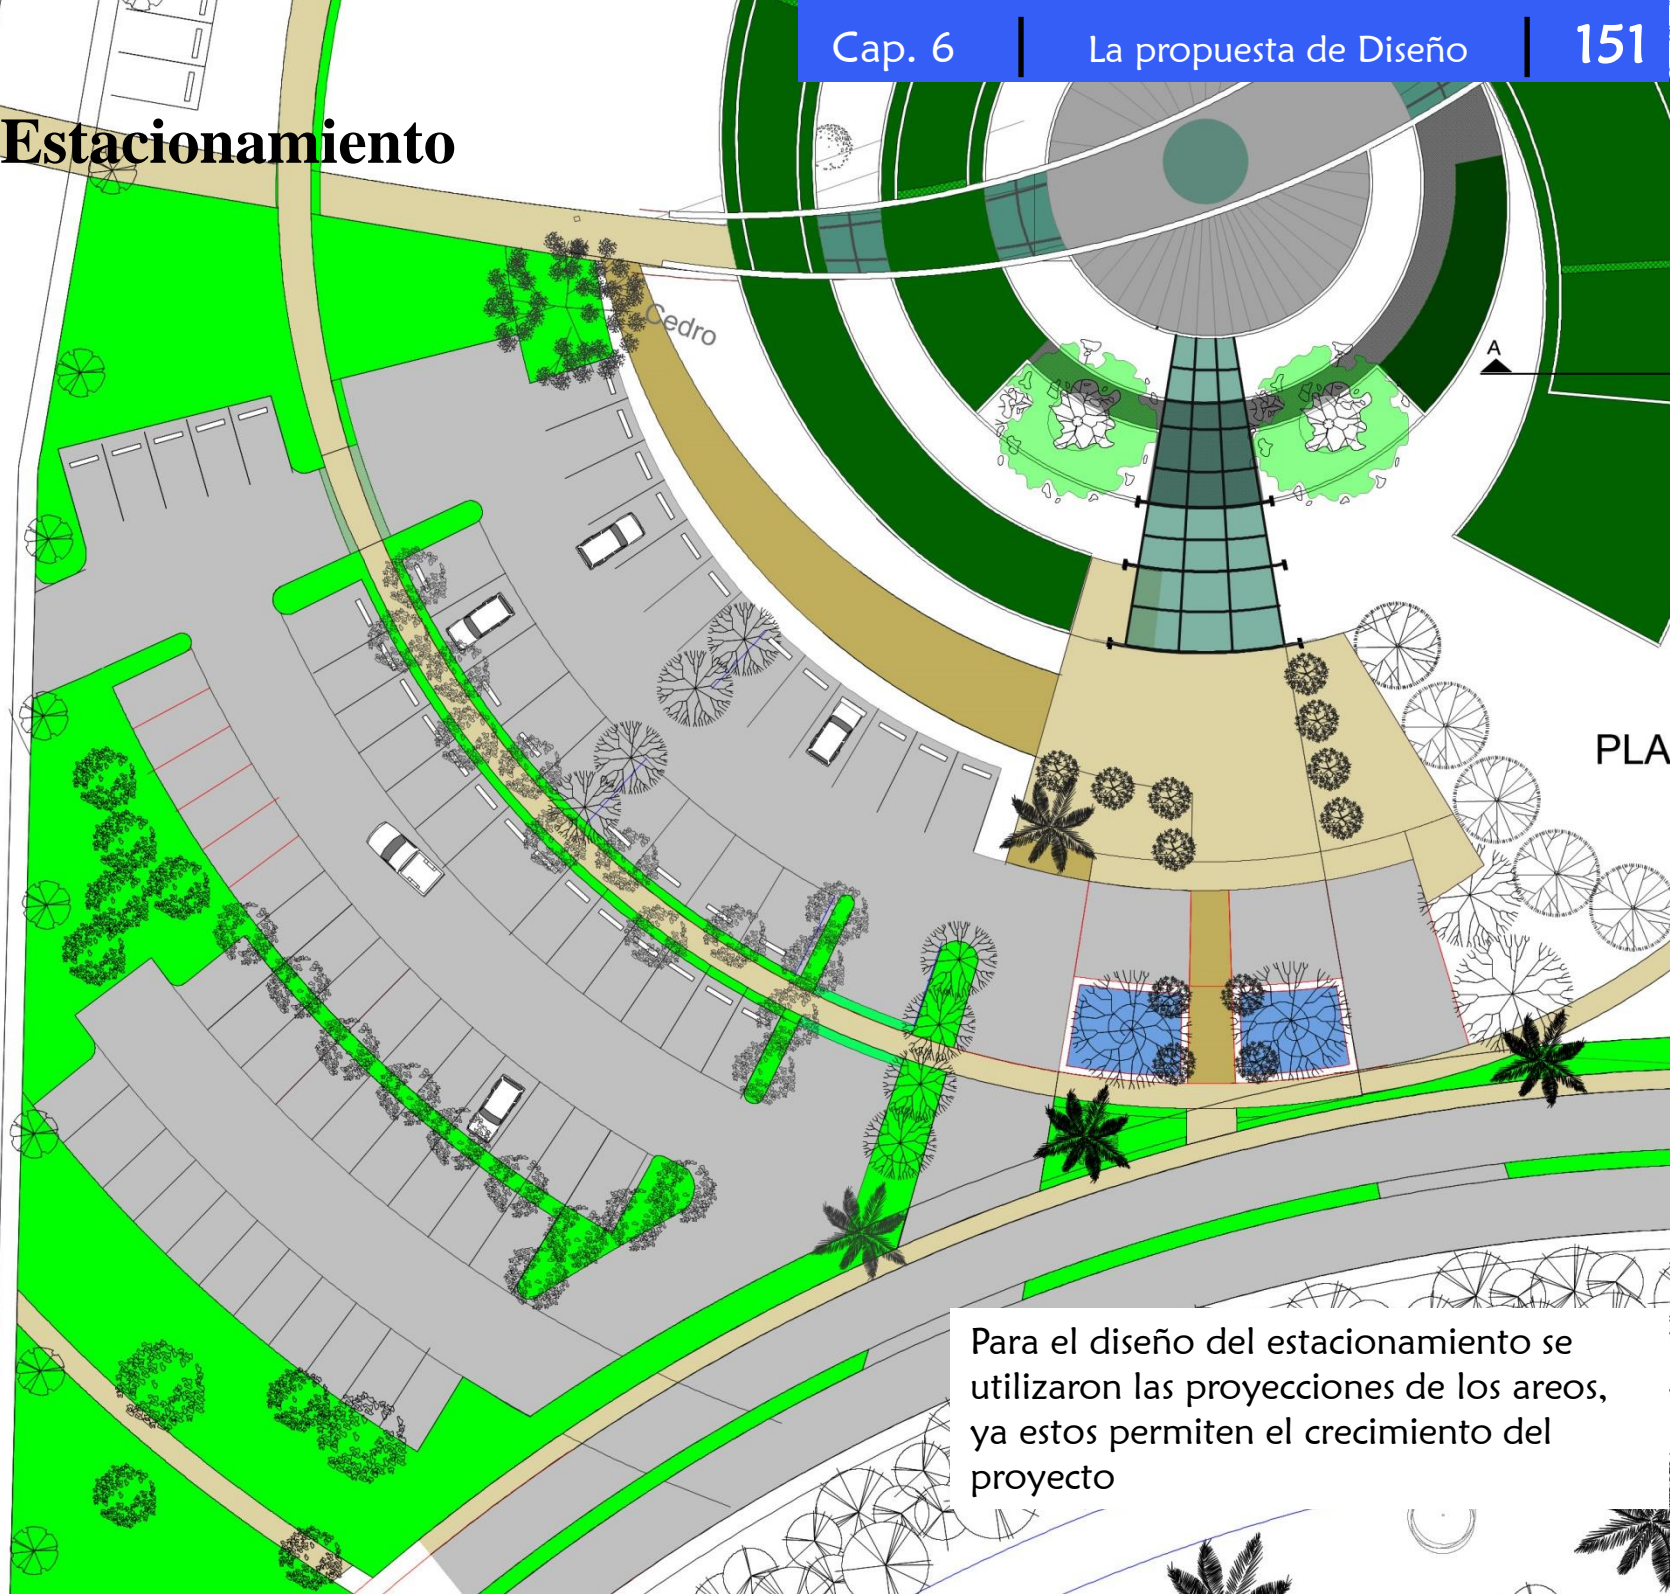 Cap. 6 | La propuesta de Diseño | 151
Estacionamiento
Cedro
A
PLA
Para el diseño del estacionamiento se
utilizaron las proyecciones de los areos,
ya estos permiten el crecimiento del
proyecto